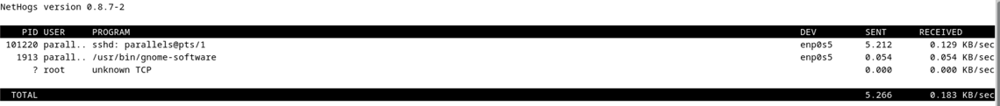 NetHogs version 0.8.7-2
PID USER PROGRAM DEV SENT RECEIVED
101220 parall.. sshd: parallels@pts/1 enp0s5 5.212 0.129 KB/sec
1913 parall.. /usr/bin/gnome-software enp0s5 0.054 0.054 KB/sec
? root unknown TCP 0.000 0.000 KB/sec
TOTAL 5.266 0.183 KB/sec